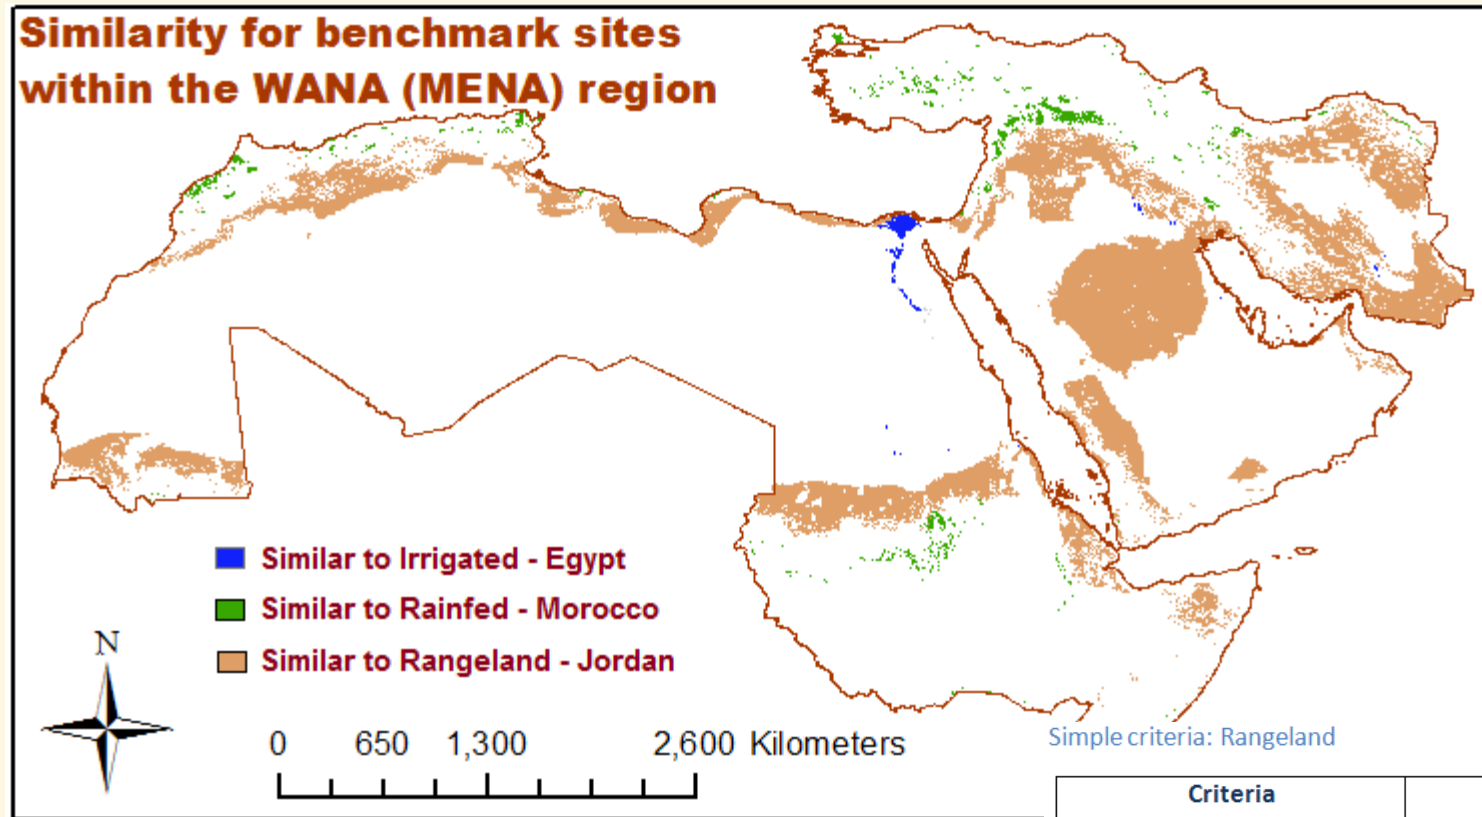 Similarity for benchmark sites
within the WANA (MENA) region
Similar to Irrigated - Egypt
Similar to Rainfed - Morocco
Similar to Rangeland - Jordan
N
0 650 1,300 2,600 Kilometers
Simple criteria: Rangeland
Criteria